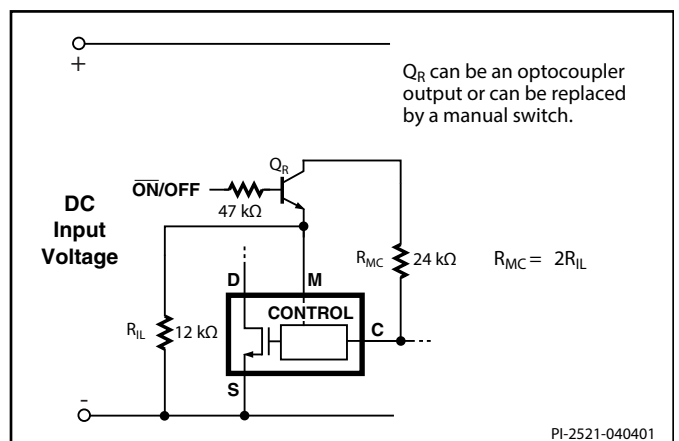 +
Q_R can be an optocoupler
output or can be replaced
by a manual switch.
Q_R
O̅N̅/OFF
47 kΩ
DC
Input
Voltage
R_MC 24 kΩ
R_MC = 2R_IL
D M
CONTROL
C
R_IL 12 kΩ
S
-
PI-2521-040401